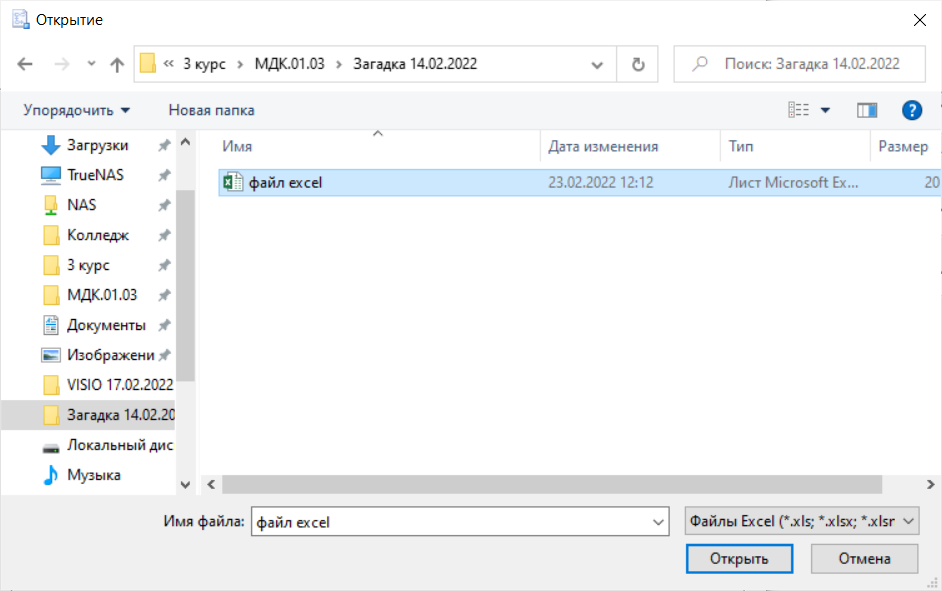 Открытие
« 3 курс › МДК.01.03 › Загадка 14.02.2022
Поиск: Загадка 14.02.2022
Упорядочить Новая папка
?
Имя Дата изменения Тип Размер
файл excel 23.02.2022 12:12 Лист Microsoft Ex... 20
Загрузки
TrueNAS
NAS
Колледж
3 курс
МДК.01.03
Документы
Изображени
VISIO 17.02.2022
Загадка 14.02.20
Локальный дис
Музыка
Имя файла: файл excel
Файлы Excel (*.xls; *.xlsx; *.xlsr
Открыть Отмена